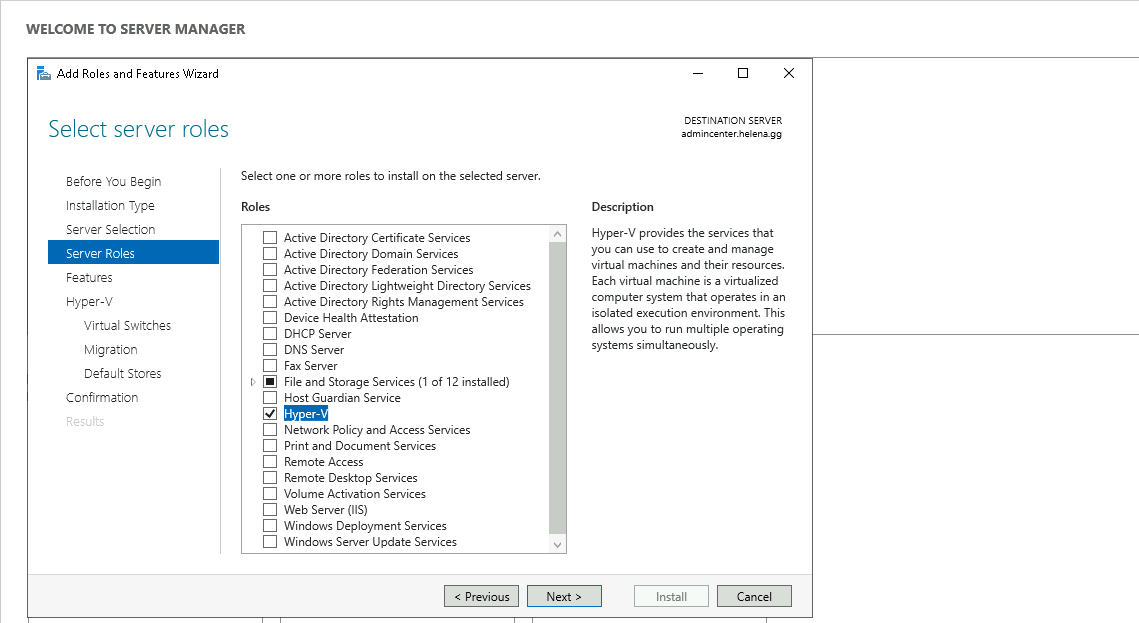 WELCOME TO SERVER MANAGER
Add Roles and Features Wizard
Select server roles
DESTINATION SERVER
admincenter.helena.gg
Before You Begin
Installation Type
Server Selection
Server Roles
Features
Hyper-V
Virtual Switches
Migration
Default Stores
Confirmation
Results
Select one or more roles to install on the selected server.
Roles
Active Directory Certificate Services
Active Directory Domain Services
Active Directory Federation Services
Active Directory Lightweight Directory Services
Active Directory Rights Management Services
Device Health Attestation
DHCP Server
DNS Server
Fax Server
File and Storage Services (1 of 12 installed)
Host Guardian Service
Hyper-V
Network Policy and Access Services
Print and Document Services
Remote Access
Remote Desktop Services
Volume Activation Services
Web Server (IIS)
Windows Deployment Services
Windows Server Update Services
Description
Hyper-V provides the services that
you can use to create and manage
virtual machines and their resources.
Each virtual machine is a virtualized
computer system that operates in an
isolated execution environment. This
allows you to run multiple operating
systems simultaneously.
< Previous
Next >
Install
Cancel